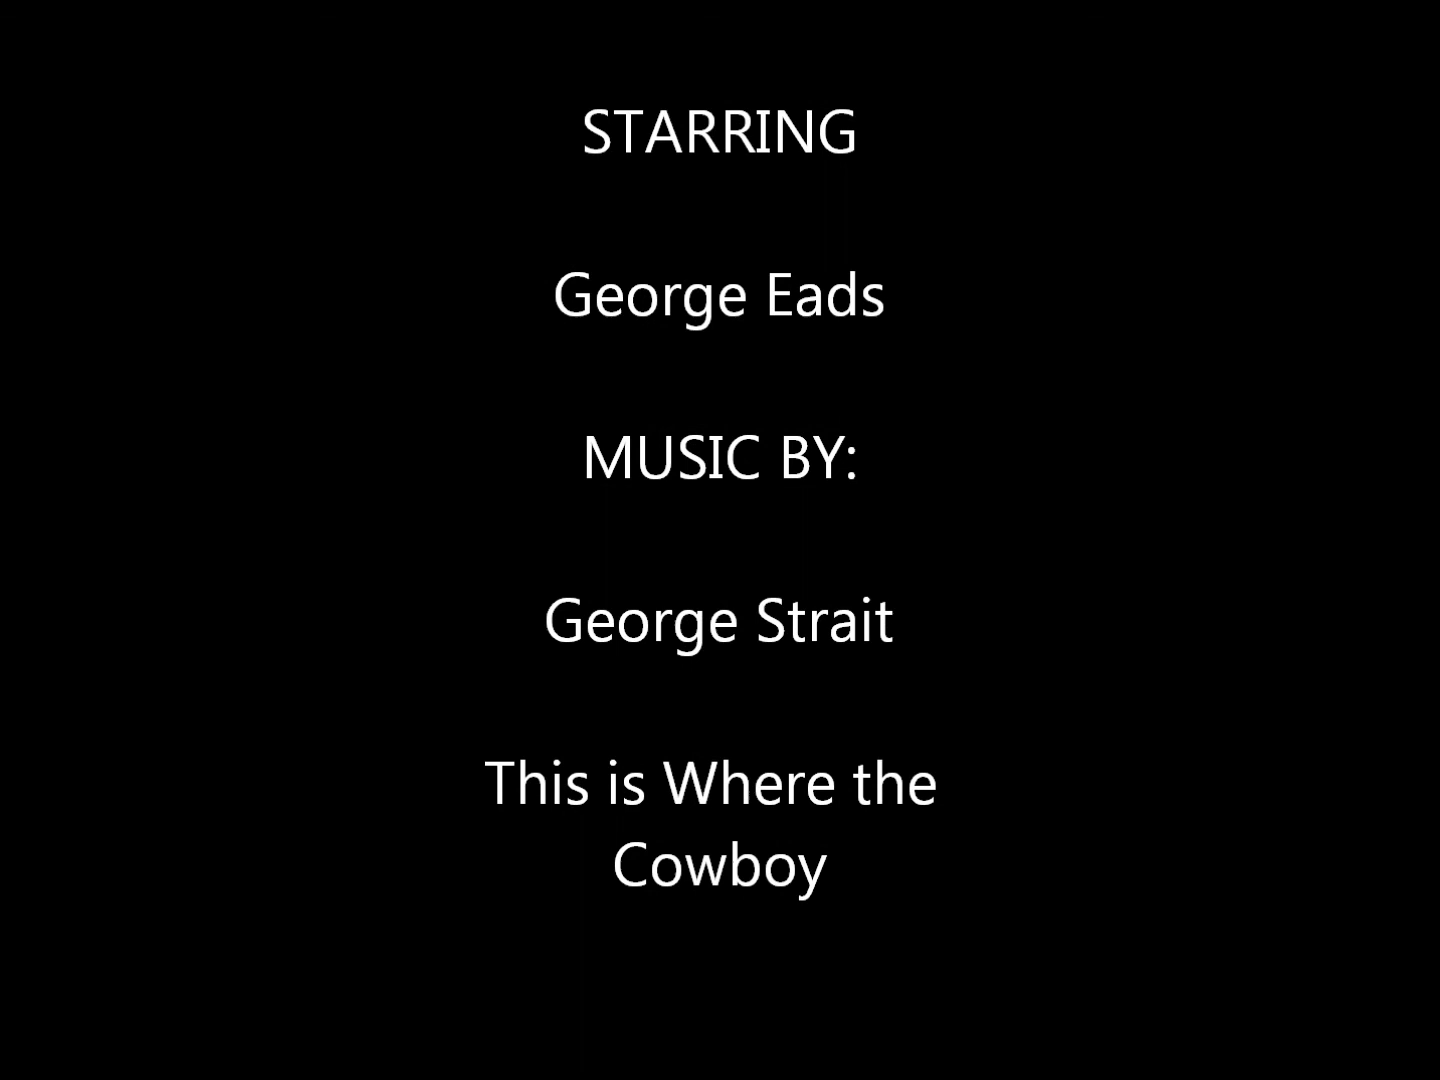 STARRING
George Eads
MUSIC BY:
George Strait
This is Where the
Cowboy